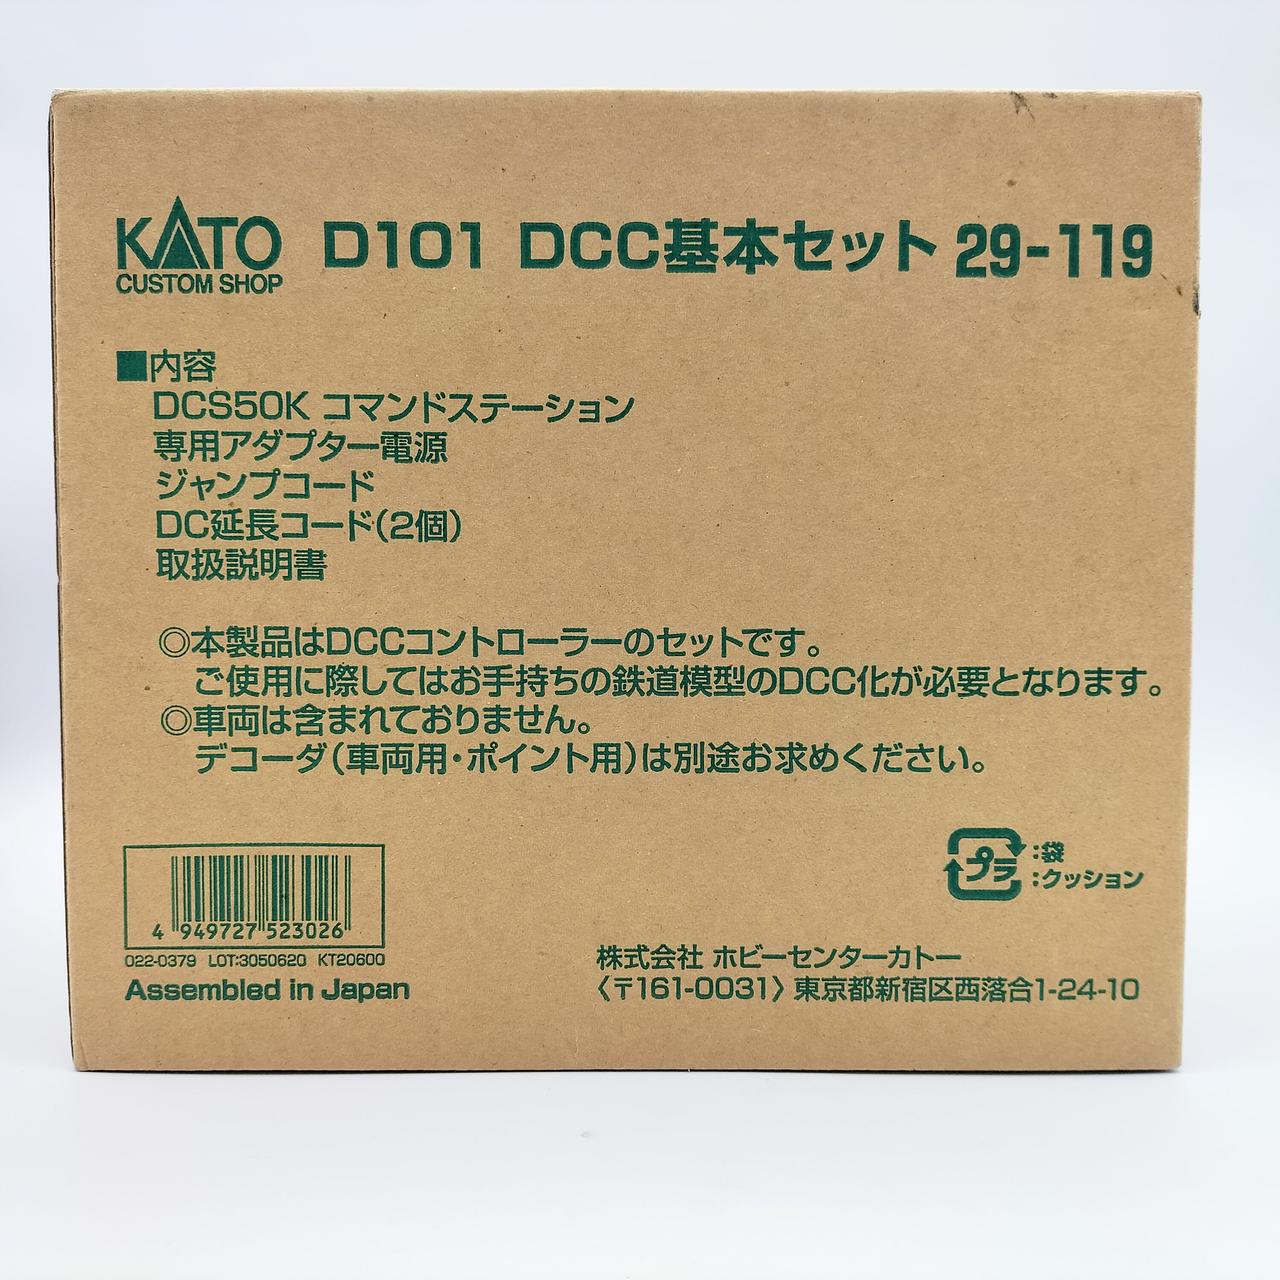 KATO D101 DCC基本セット 29-119
CUSTOM SHOP
■内容
DCS50K コマンドステーション
専用アダプター電源
ジャンプコード
DC延長コード(2個)
取扱説明書
◎本製品はDCCコントローラーのセットです。
ご使用に際してはお手持ちの鉄道模型のDCC化が必要となります。
◎車両は含まれておりません。
デコーダ(車両用・ポイント用)は別途お求めください。
プラ :袋
:クッション
4 949727 523026
022-0379 LOT:3050620 KT20600
Assembled in Japan
株式会社 ホビーセンターカトー
〈〒161-0031〉東京都新宿区西落合1-24-10